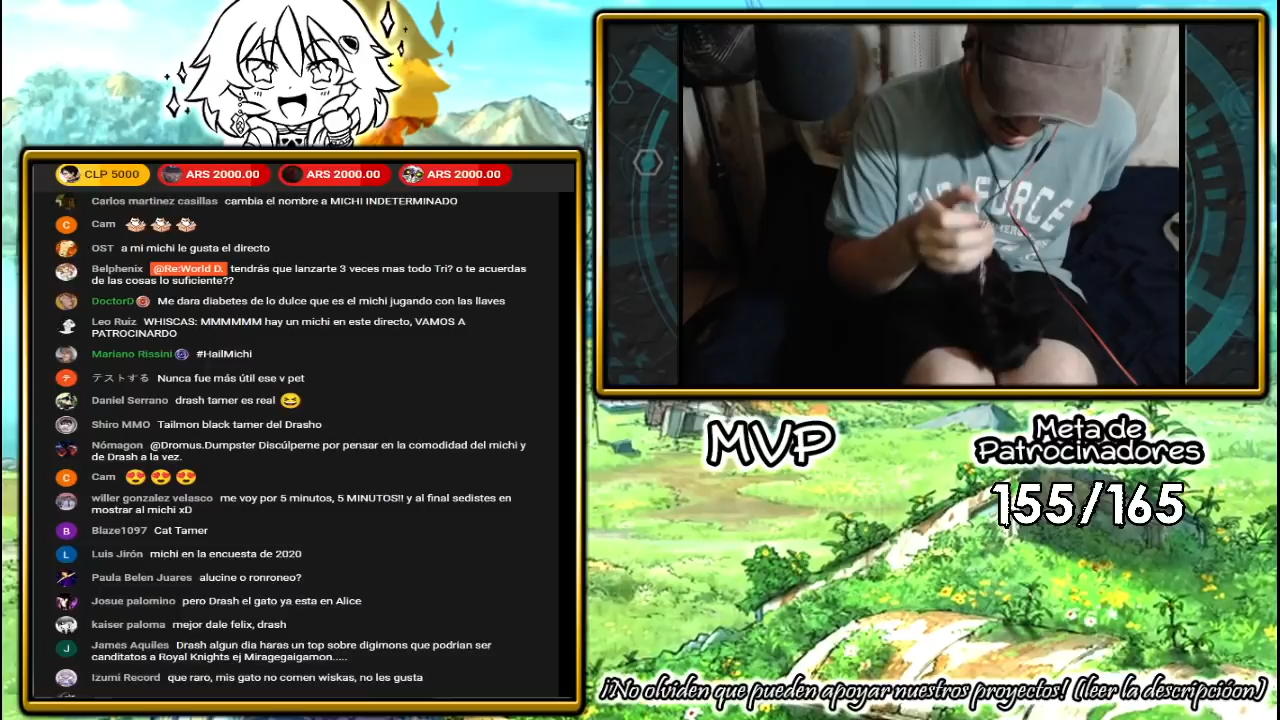 CLP 5000
ARS 2000.00
ARS 2000.00
ARS 2000.00
Carlos martinez casillas cambia el nombre a MICHI INDETERMINADO
C Cam
OST a mi michi le gusta el directo
Belphenix @Re:World D. tendrás que lanzarte 3 veces mas todo Tri? o te acuerdas
de las cosas lo suficiente??
DoctorD Me dara diabetes de lo dulce que es el michi jugando con las llaves
Leo Ruiz WHISCAS: MMMMMM hay un michi en este directo, VAMOS A
PATROCINARDO
Mariano Rissini #HailMichi
テ テストする Nunca fue más útil ese v pet
Daniel Serrano drash tamer es real
Shiro MMO Tailmon black tamer del Drasho
Nómagon @Dromus.Dumpster Discúlpeme por pensar en la comodidad del michi y
de Drash a la vez.
C Cam
willer gonzalez velasco me voy por 5 minutos, 5 MINUTOS!! y al final sedistes en
mostrar al michi xD
B Blaze1097 Cat Tamer
L Luis Jirón michi en la encuesta de 2020
Paula Belen Juares alucine o ronroneo?
Josue palomino pero Drash el gato ya esta en Alice
kaiser paloma mejor dale felix, drash
J James Aquiles Drash algun dia haras un top sobre digimons que podrian ser
canditatos a Royal Knights ej Miragegaigamon.....
Izumi Record que raro, mis gato no comen wiskas, no les gusta
FORCE
MVP
Meta de
Patrocinadores
155/165
¡¡No olviden que pueden apoyar nuestros proyectos! (leer la descripcíoon)